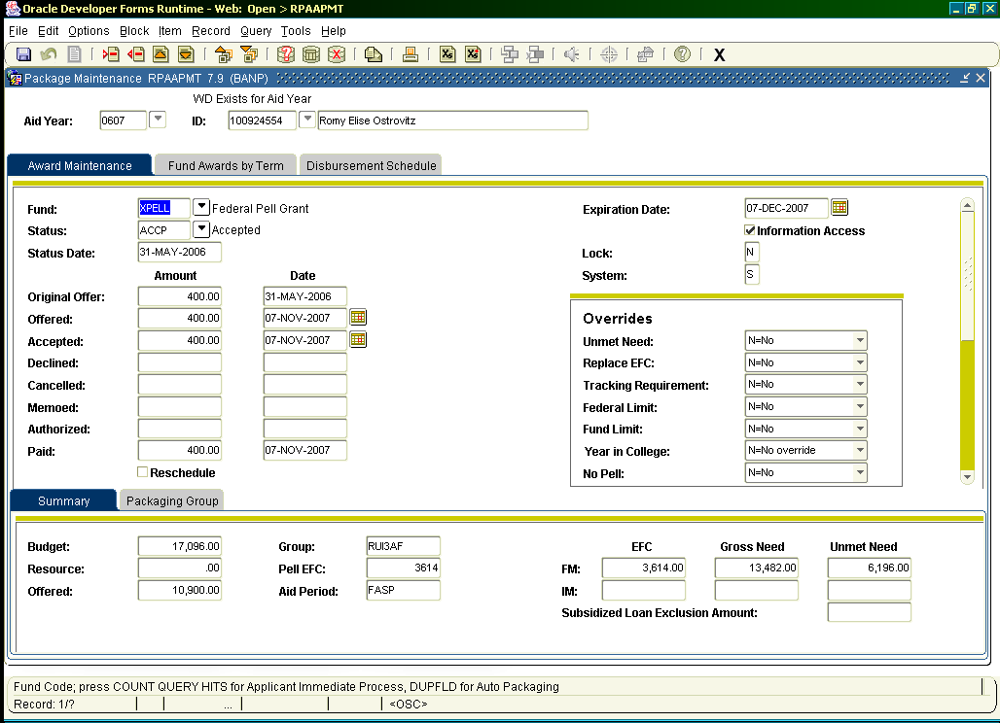 Oracle Developer Forms Runtime - Web: Open > RPAAPMT
File Edit Options Block Item Record Query Tools Help
X
Package Maintenance RPAAPMT 7.9 (BANP)
WD Exists for Aid Year
Aid Year: 0607 ID: 100924554 Romy Elise Ostrovitz
Award Maintenance Fund Awards by Term Disbursement Schedule
Fund: XPELL Federal Pell Grant Expiration Date: 07-DEC-2007
Status: ACCP Accepted Information Access
Status Date: 31-MAY-2006 Lock: N
Amount Date System: S
Original Offer: 400.00 31-MAY-2006
Offered: 400.00 07-NOV-2007 Overrides
Accepted: 400.00 07-NOV-2007 Unmet Need: N=No
Declined: Replace EFC: N=No
Cancelled: Tracking Requirement: N=No
Memoed: Federal Limit: N=No
Authorized: Fund Limit: N=No
Paid: 400.00 07-NOV-2007 Year in College: N=No override
Reschedule No Pell: N=No
Summary Packaging Group
Budget: 17,096.00 Group: RUI3AF EFC Gross Need Unmet Need
Resource: .00 Pell EFC: 3614 FM: 3,614.00 13,482.00 6,196.00
Offered: 10,900.00 Aid Period: FASP IM:
Subsidized Loan Exclusion Amount:
Fund Code; press COUNT QUERY HITS for Applicant Immediate Process, DUPFLD for Auto Packaging
Record: 1/? ... <OSC>